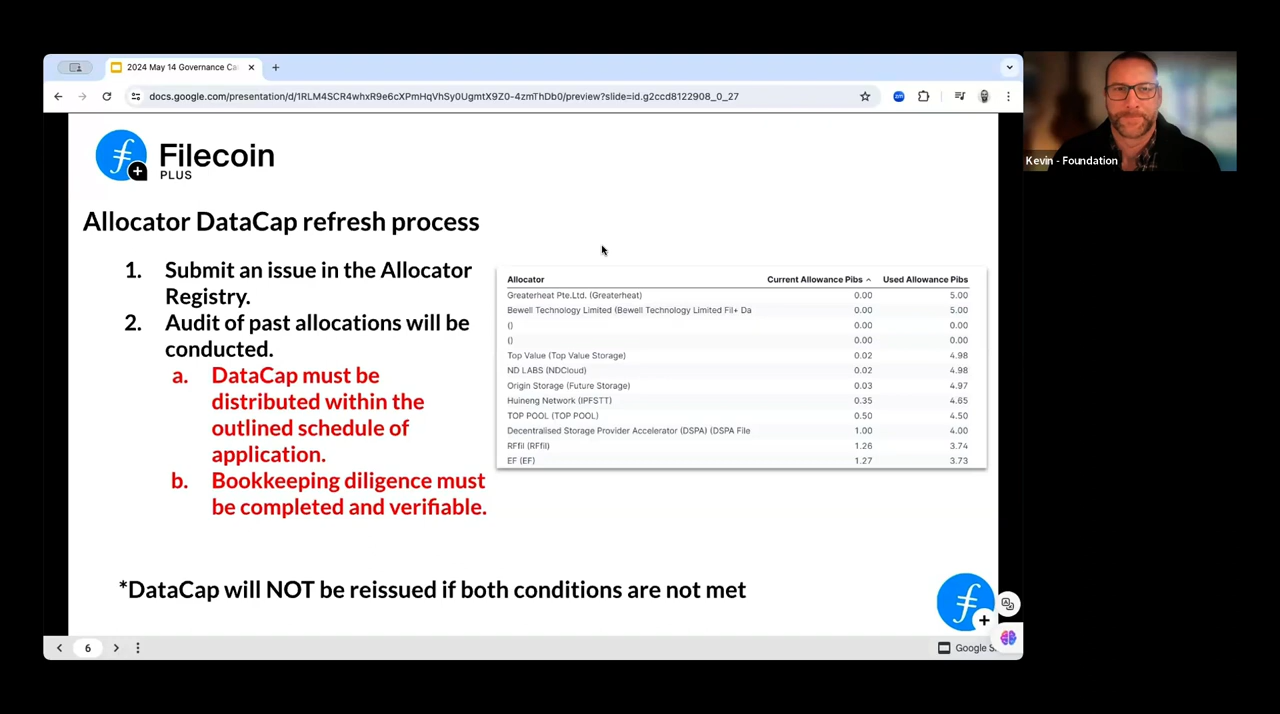 2024 May 14 Governance Ca
docs.google.com/presentation/d/1RLM4SCR4whxR9e6cXPmHqVhSy0UgmtX9Z0-4zmThDb0/preview?slide=id.g2ccd8122908_0_27
Kevin - Foundation
Filecoin
PLUS
Allocator DataCap refresh process
1. Submit an issue in the Allocator
Registry.
2. Audit of past allocations will be
conducted.
a. DataCap must be
distributed within the
outlined schedule of
application.
b. Bookkeeping diligence must
be completed and verifiable.
Allocator Current Allowance Pibs Used Allowance Pibs
Greaterheat Pte.Ltd. (Greaterheat) 0.00 5.00
Bewell Technology Limited (Bewell Technology Limited Fil+ Da 0.00 5.00
() 0.00 0.00
() 0.00 0.00
Top Value (Top Value Storage) 0.02 4.98
ND LABS (NDCloud) 0.02 4.98
Origin Storage (Future Storage) 0.03 4.97
Huineng Network (IPFSTT) 0.35 4.65
TOP POOL (TOP POOL) 0.50 4.50
Decentralised Storage Provider Accelerator (DSPA) (DSPA File 1.00 4.00
RFfil (RFfil) 1.26 3.74
EF (EF) 1.27 3.73
*DataCap will NOT be reissued if both conditions are not met
6
Google S